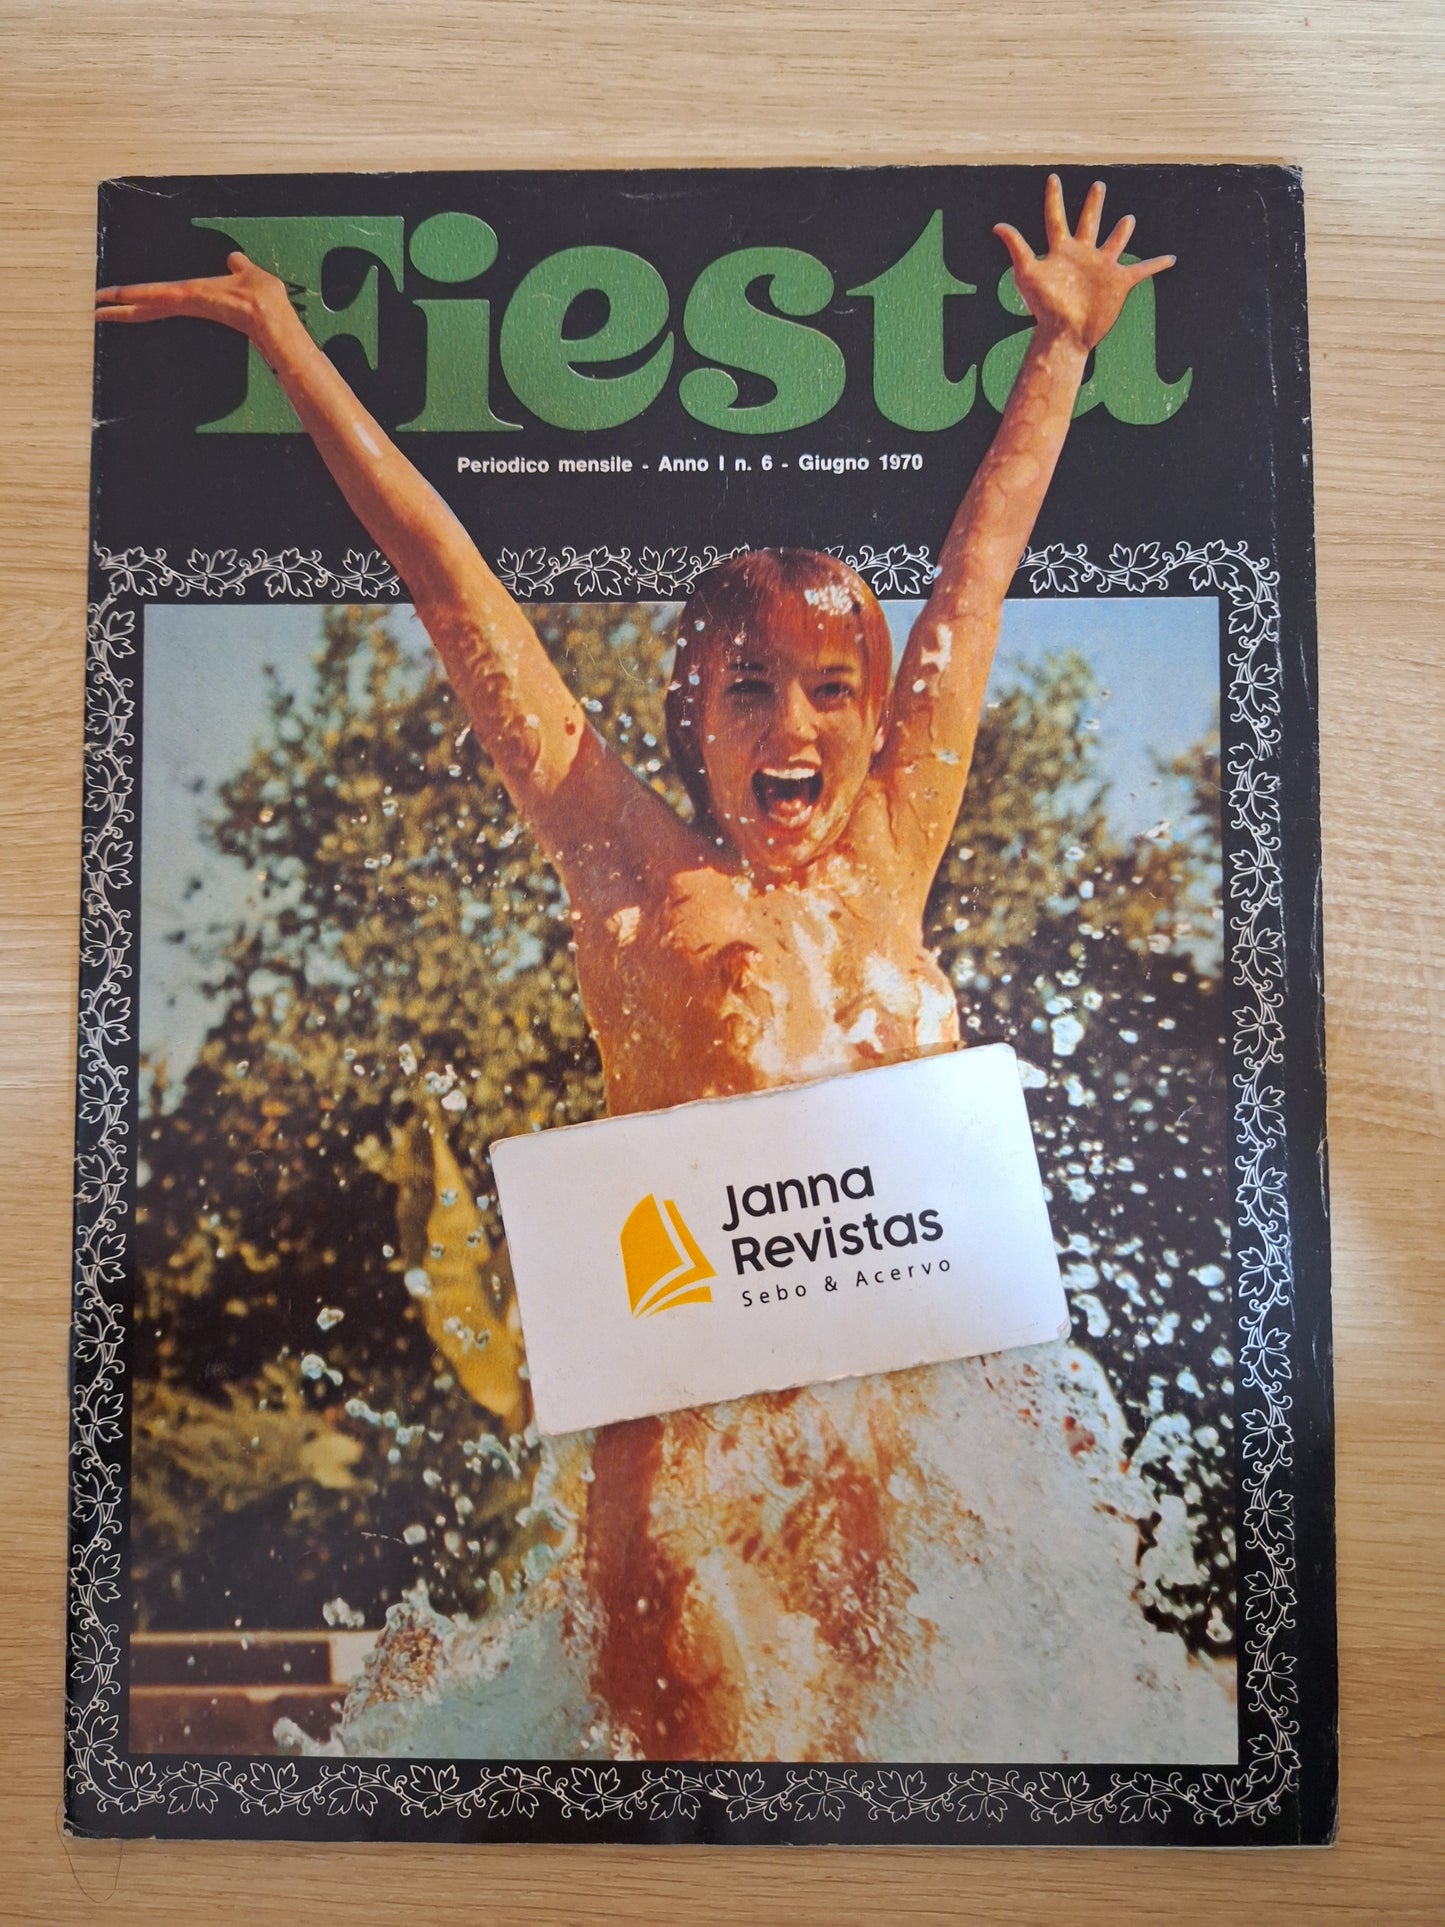 Fiesta
Periodico mensile - Anno I n. 6 - Giugno 1970
Janna
Revistas
Sebo & Acervo